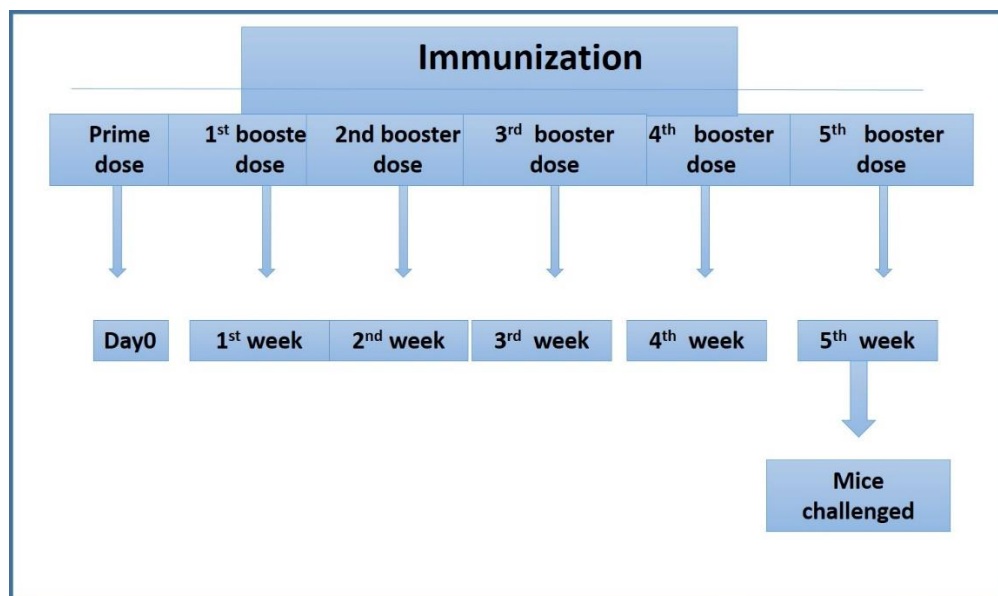 Immunization
Prime dose
1st booste dose
2nd booster dose
3rd booster dose
4th booster dose
5th booster dose
Day0
1st week
2nd week
3rd week
4th week
5th week
Mice challenged